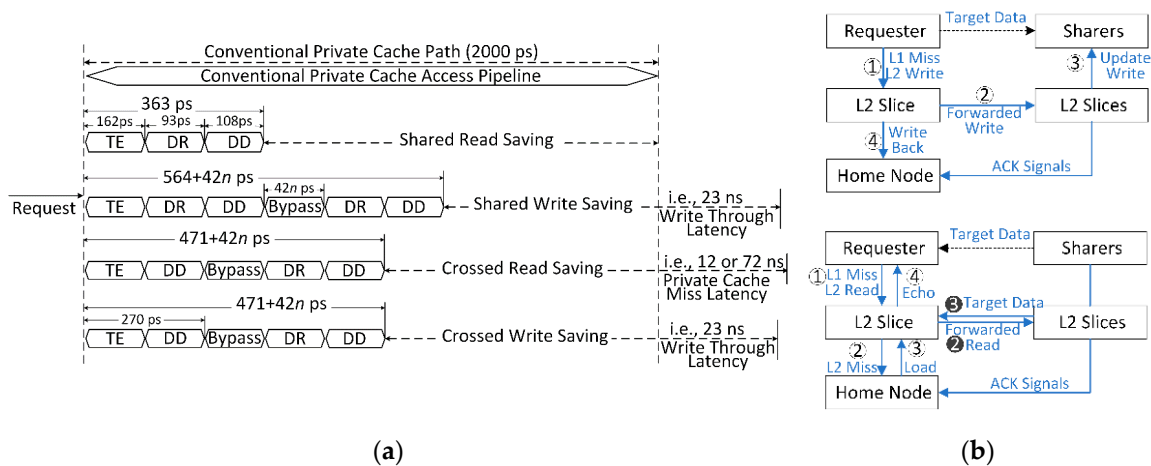 Conventional Private Cache Path (2000 ps)
Conventional Private Cache Access Pipeline
363 ps
162ps 93ps 108ps
TE DR DD Shared Read Saving
564+42n ps
42n ps
Request TE DR DD Bypass DR DD Shared Write Saving i.e., 23 ns
Write Through
Latency
471+42n ps
TE DD Bypass DR DD Crossed Read Saving i.e., 12 or 72 ns
Private Cache
Miss Latency
471+42n ps
270 ps
TE DD Bypass DR DD Crossed Write Saving i.e., 23 ns
Write Through
Latency
(a)
Requester Target Data Sharers
① L1 Miss
L2 Write
③ Update
Write
L2 Slice ② Forwarded
Write
L2 Slices
④ Write
Back
Home Node ACK Signals
Requester Target Data Sharers
① L1 Miss
L2 Read
④ Echo
❸ Target Data
L2 Slice Forwarded
❷ Read
L2 Slices
② L2 Miss
③ Load
Home Node ACK Signals
(b)